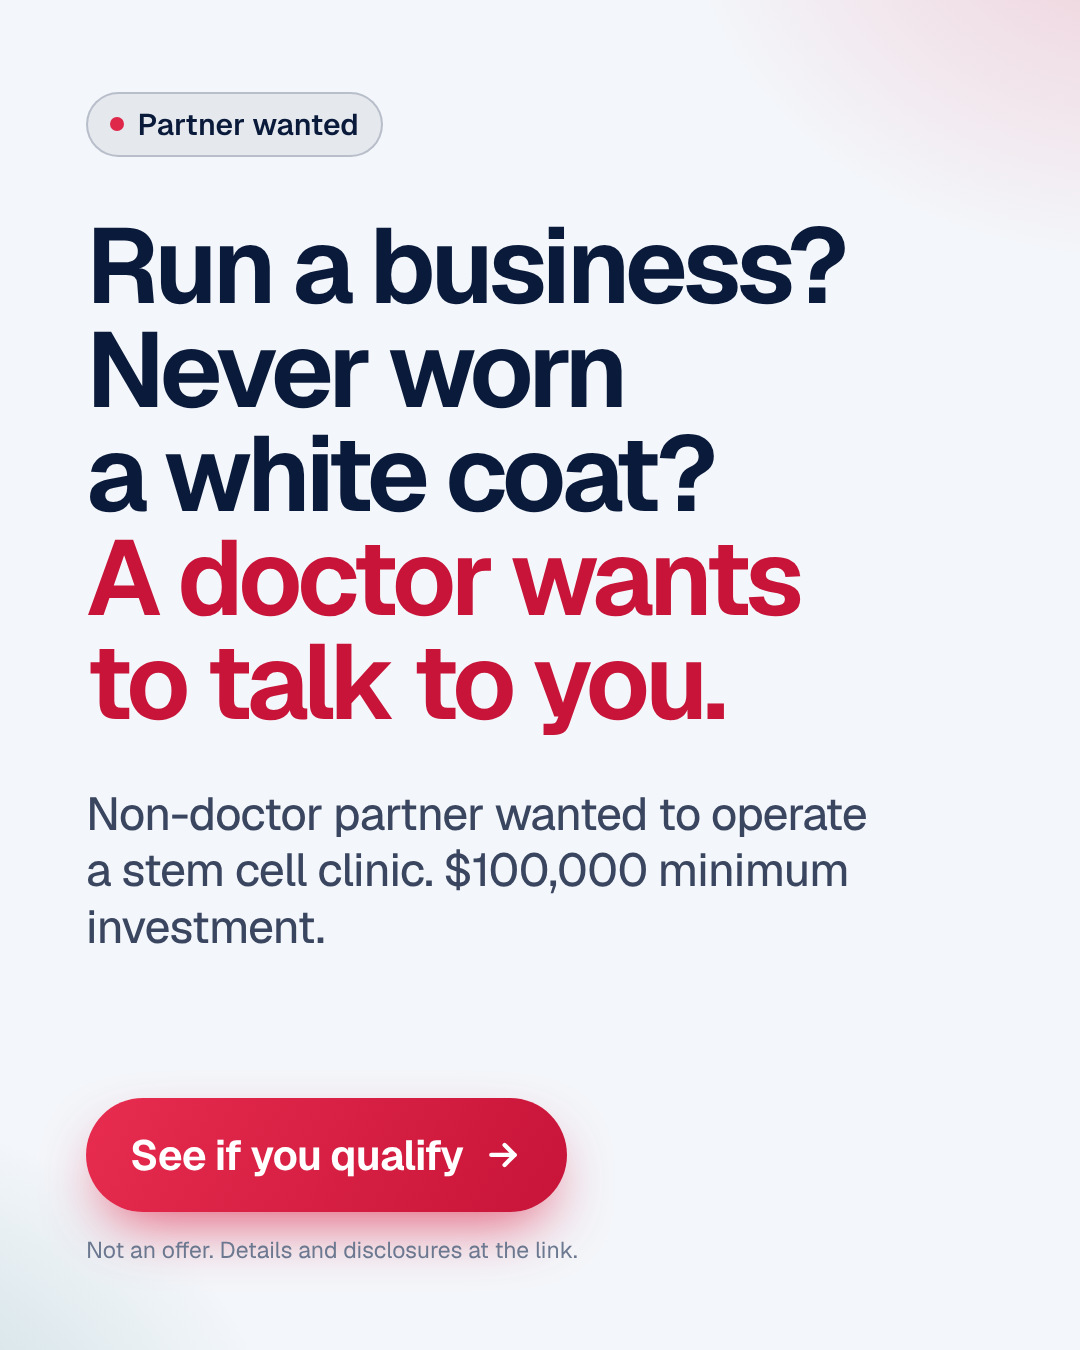 Partner wanted
Run a business?
Never worn
a white coat?
A doctor wants
to talk to you.
Non-doctor partner wanted to operate
a stem cell clinic. $100,000 minimum
investment.
See if you qualify →
Not an offer. Details and disclosures at the link.